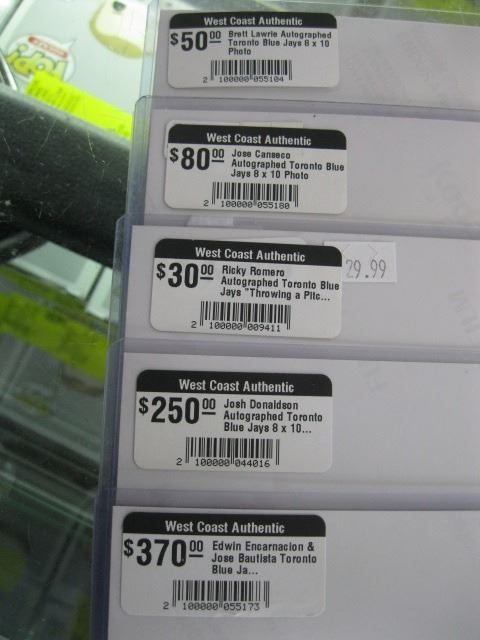 West Coast Authentic
$50 00 Brett Lawrie Autographed
Toronto Blue Jays 8 x 10
Photo
2 100000 055104
West Coast Authentic
$80 00 Jose Canseco
Autographed Toronto Blue
Jays 8 x 10 Photo
2 100000 055180
West Coast Authentic
$30 00 Ricky Romero
Autographed Toronto Blue
Jays "Throwing a Pitc...
2 100000 009411
29.99
West Coast Authentic
$250 00 Josh Donaldson
Autographed Toronto
Blue Jays 8 x 10...
2 100000 044016
West Coast Authentic
$370 00 Edwin Encarnacion &
Jose Bautista Toronto
Blue Ja...
2 100000 055173